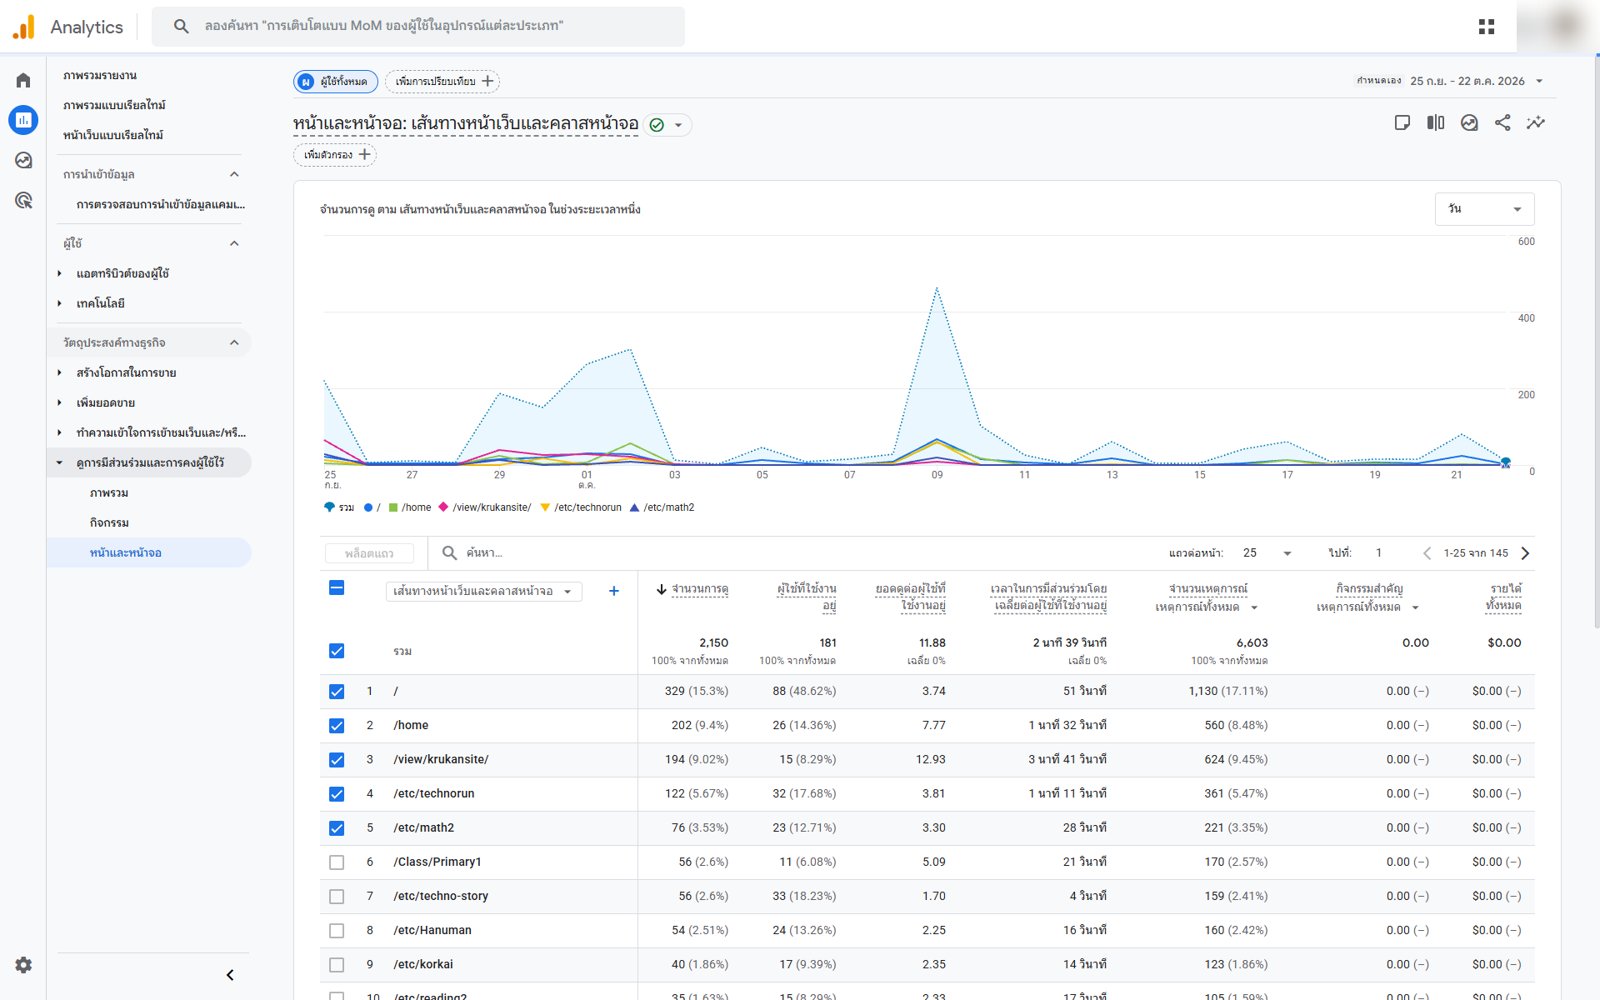 Analytics
ลองค้นหา "การเติบโตแบบ MoM ของผู้ใช้ในอุปกรณ์แต่ละประเภท"
ภาพรวมรายงาน
ภาพรวมแบบเรียลไทม์
หน้าเว็บแบบเรียลไทม์
การนำเข้าข้อมูล
การตรวจสอบการนำเข้าข้อมูลแคมเ...
ผู้ใช้
แอตทริบิวต์ของผู้ใช้
เทคโนโลยี
วัตถุประสงค์ทางธุรกิจ
สร้างโอกาสในการขาย
เพิ่มยอดขาย
ทำความเข้าใจการเข้าชมเว็บและ/หรื...
ดูการมีส่วนร่วมและการคงผู้ใช้ไว้
ภาพรวม
กิจกรรม
หน้าและหน้าจอ
ผ ผู้ใช้ทั้งหมด เพิ่มการเปรียบเทียบ
กำหนดเอง 25 ก.ย. - 22 ต.ค. 2026
หน้าและหน้าจอ: เส้นทางหน้าเว็บและคลาสหน้าจอ
เพิ่มตัวกรอง
จำนวนการดู ตาม เส้นทางหน้าเว็บและคลาสหน้าจอ ในช่วงระยะเวลาหนึ่ง
วัน
600
400
200
0
25 27 29 01 03 05 07 09 11 13 15 17 19 21
ก.ย. ต.ค.
รวม / /home /view/krukansite/ /etc/technorun /etc/math2
พล็อตแถว ค้นหา... แถวต่อหน้า: 25 ไปที่: 1 1-25 จาก 145
เส้นทางหน้าเว็บและคลาสหน้าจอ + จำนวนการดู ผู้ใช้ที่ใช้งานอยู่ ยอดดูต่อผู้ใช้ที่ใช้งานอยู่ เวลาในการมีส่วนร่วมโดยเฉลี่ยต่อผู้ใช้ที่ใช้งานอยู่ จำนวนเหตุการณ์ เหตุการณ์ทั้งหมด กิจกรรมสำคัญ เหตุการณ์ทั้งหมด รายได้ทั้งหมด
รวม 2,150 181 11.88 2 นาที 39 วินาที 6,603 0.00 $0.00
100% จากทั้งหมด 100% จากทั้งหมด เฉลี่ย 0% เฉลี่ย 0% 100% จากทั้งหมด
1 / 329 (15.3%) 88 (48.62%) 3.74 51 วินาที 1,130 (17.11%) 0.00 (–) $0.00 (–)
2 /home 202 (9.4%) 26 (14.36%) 7.77 1 นาที 32 วินาที 560 (8.48%) 0.00 (–) $0.00 (–)
3 /view/krukansite/ 194 (9.02%) 15 (8.29%) 12.93 3 นาที 41 วินาที 624 (9.45%) 0.00 (–) $0.00 (–)
4 /etc/technorun 122 (5.67%) 32 (17.68%) 3.81 1 นาที 11 วินาที 361 (5.47%) 0.00 (–) $0.00 (–)
5 /etc/math2 76 (3.53%) 23 (12.71%) 3.30 28 วินาที 221 (3.35%) 0.00 (–) $0.00 (–)
6 /Class/Primary1 56 (2.6%) 11 (6.08%) 5.09 21 วินาที 170 (2.57%) 0.00 (–) $0.00 (–)
7 /etc/techno-story 56 (2.6%) 33 (18.23%) 1.70 4 วินาที 159 (2.41%) 0.00 (–) $0.00 (–)
8 /etc/Hanuman 54 (2.51%) 24 (13.26%) 2.25 16 วินาที 160 (2.42%) 0.00 (–) $0.00 (–)
9 /etc/korkai 40 (1.86%) 17 (9.39%) 2.35 14 วินาที 123 (1.86%) 0.00 (–) $0.00 (–)
10 /etc/reading2 35 (1.63%) 15 (8.29%) 2.33 17 วินาที 105 (1.59%) 0.00 (–) $0.00 (–)